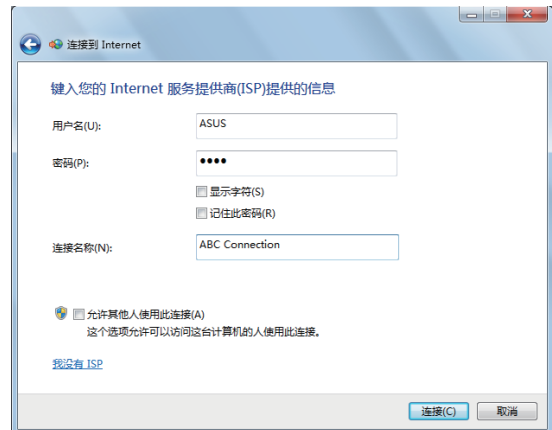 连接到 Internet
键入您的 Internet 服务提供商(ISP)提供的信息
用户名(U):
ASUS
密码(P):
●●●●
显示字符(S)
记住此密码(R)
连接名称(N):
ABC Connection
允许其他人使用此连接(A)
这个选项允许可以访问这台计算机的人使用此连接。
我没有 ISP
连接(C)
取消